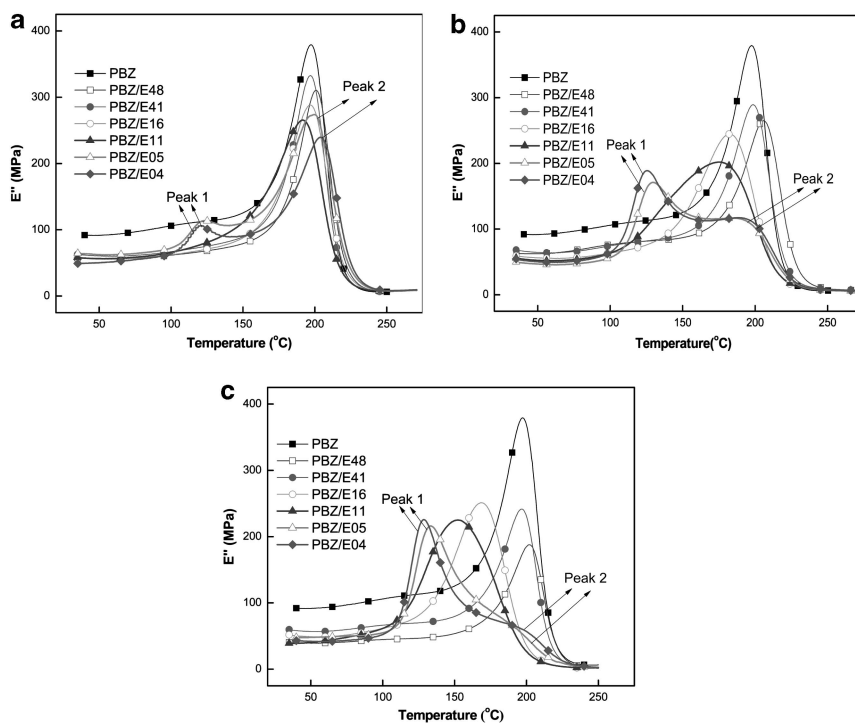 a
400
300
200
100
0
E'' (MPa)
PBZ
PBZ/E48
PBZ/E41
PBZ/E16
PBZ/E11
PBZ/E05
PBZ/E04
Peak 1
Peak 2
50 100 150 200 250
Temperature (°C)
b
400
300
200
100
0
E'' (MPa)
PBZ
PBZ/E48
PBZ/E41
PBZ/E16
PBZ/E11
PBZ/E05
PBZ/E04
Peak 1
Peak 2
50 100 150 200 250
Temperature(°C)
c
400
300
200
100
0
E'' (MPa)
PBZ
PBZ/E48
PBZ/E41
PBZ/E16
PBZ/E11
PBZ/E05
PBZ/E04
Peak 1
Peak 2
50 100 150 200 250
Temperature (°C)